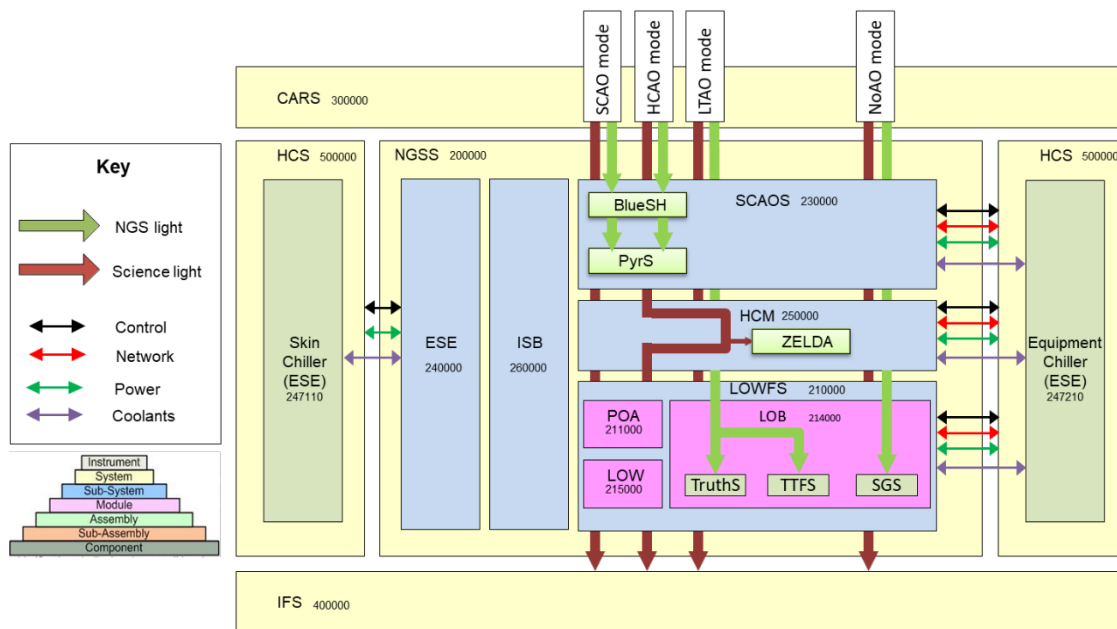 SCAO mode
HCAO mode
LTAO mode
NoAO mode
CARS 300000
Key
NGS light
Science light
Control
Network
Power
Coolants
Instrument
System
Sub-System
Module
Assembly
Sub-Assembly
Component
HCS 500000
Skin
Chiller
(ESE)
247110
NGSS 200000
ESE
240000
ISB
260000
SCAOS 230000
BlueSH
PyrS
HCM 250000
ZELDA
LOWFS 210000
POA
211000
LOW
215000
LOB 214000
TruthS
TTFS
SGS
HCS 500000
Equipment
Chiller
(ESE)
247210
IFS 400000